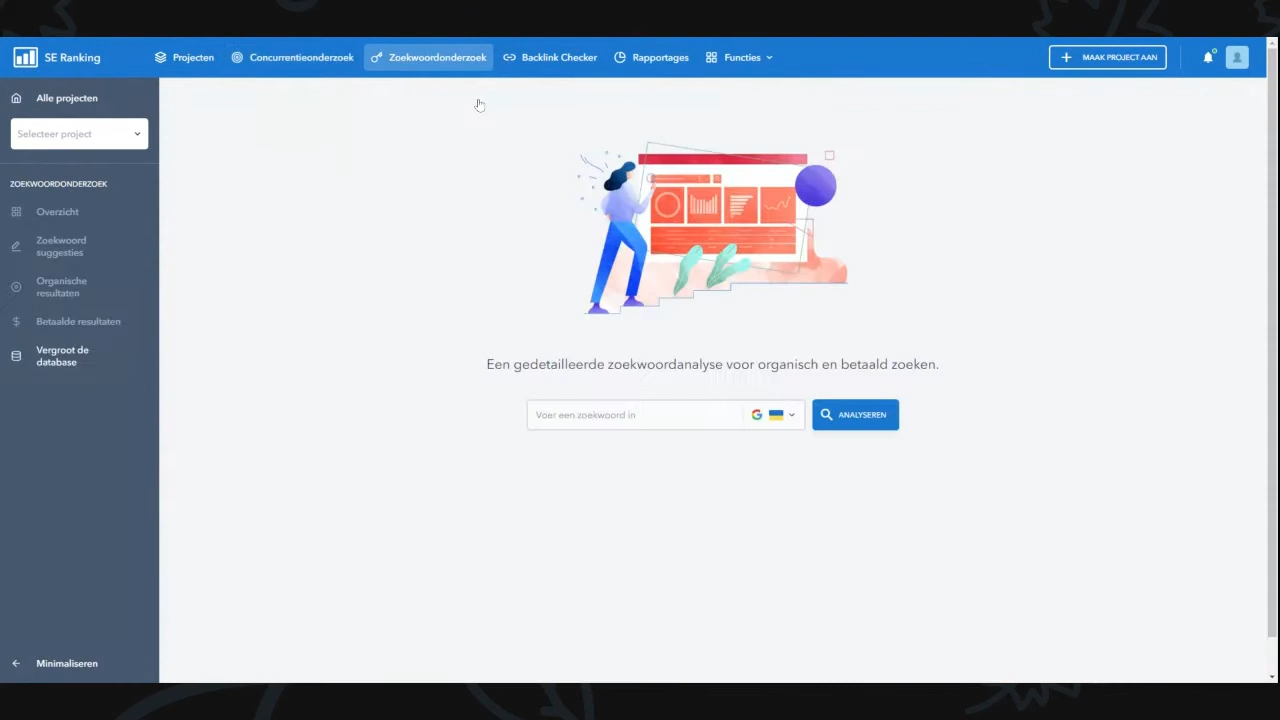 SE Ranking
Projecten
Concurrentieonderzoek
Zoekwoordonderzoek
Backlink Checker
Rapportages
Functies
MAAK PROJECT AAN
Alle projecten
Selecteer project
ZOEKWOORDONDERZOEK
Overzicht
Zoekwoord
suggesties
Organische
resultaten
Betaalde resultaten
Vergroot de
database
Minimaliseren
Een gedetailleerde zoekwoordanalyse voor organisch en betaald zoeken.
Voer een zoekwoord in
ANALYSEREN